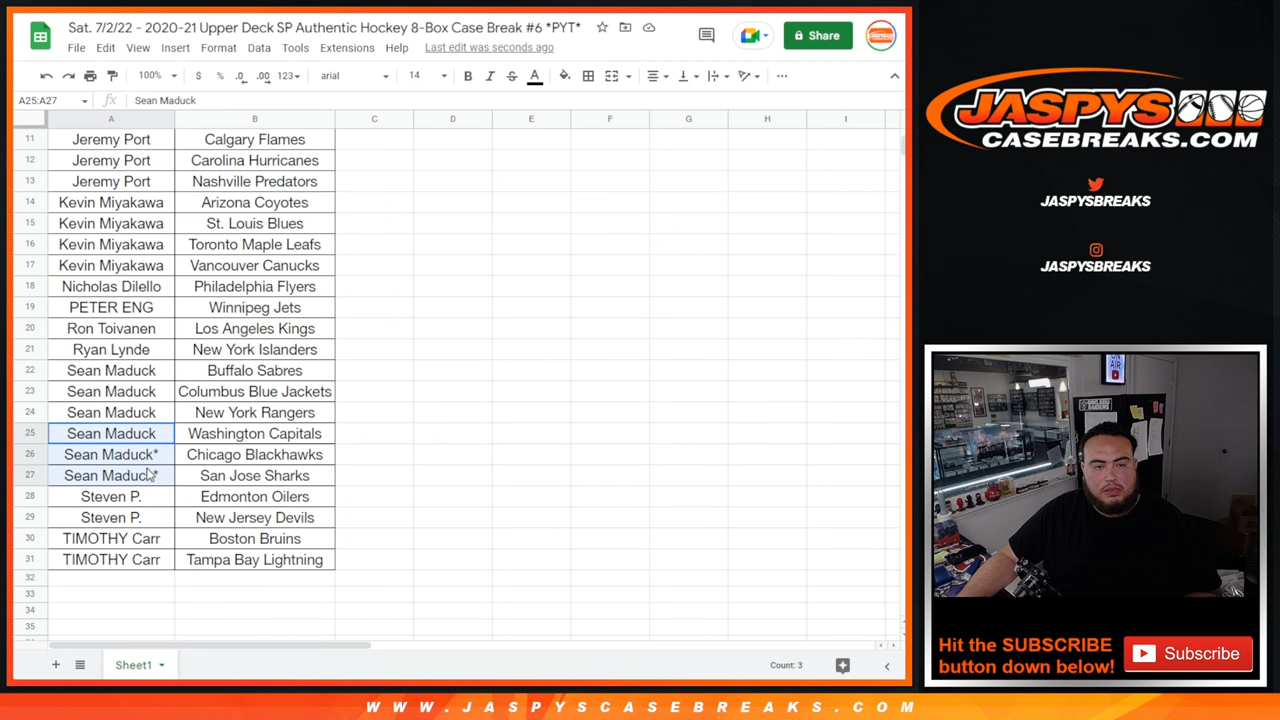 Sat. 7/2/22 - 2020-21 Upper Deck SP Authentic Hockey 8-Box Case Break #6 *PYT*
File Edit View Insert Format Data Tools Extensions Help Last edit was seconds ago
Share
100% $ % .0 .00 123 arial 14 B I S A
A25:A27 fx Sean Maduck
A B C D E F G H I
11 Jeremy Port Calgary Flames
12 Jeremy Port Carolina Hurricanes
13 Jeremy Port Nashville Predators
14 Kevin Miyakawa Arizona Coyotes
15 Kevin Miyakawa St. Louis Blues
16 Kevin Miyakawa Toronto Maple Leafs
17 Kevin Miyakawa Vancouver Canucks
18 Nicholas Dilello Philadelphia Flyers
19 PETER ENG Winnipeg Jets
20 Ron Toivanen Los Angeles Kings
21 Ryan Lynde New York Islanders
22 Sean Maduck Buffalo Sabres
23 Sean Maduck Columbus Blue Jackets
24 Sean Maduck New York Rangers
25 Sean Maduck Washington Capitals
26 Sean Maduck* Chicago Blackhawks
27 Sean Maduck* San Jose Sharks
28 Steven P. Edmonton Oilers
29 Steven P. New Jersey Devils
30 TIMOTHY Carr Boston Bruins
31 TIMOTHY Carr Tampa Bay Lightning
32
33
34
35
Sheet1
Count: 3
JASPYS
CASEBREAKS.COM
JASPYSBREAKS
JASPYSBREAKS
ON AIR
Hit the SUBSCRIBE
button down below!
Subscribe
WWW.JASPYSCASEBREAKS.COM